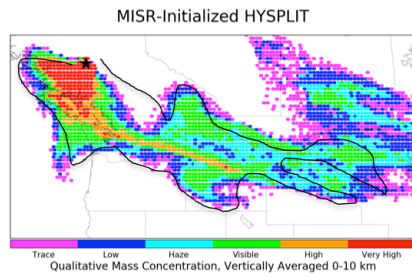 MISR-Initialized HYSPLIT
Trace Low Haze Visible High Very High
Qualitative Mass Concentration, Vertically Averaged 0-10 km